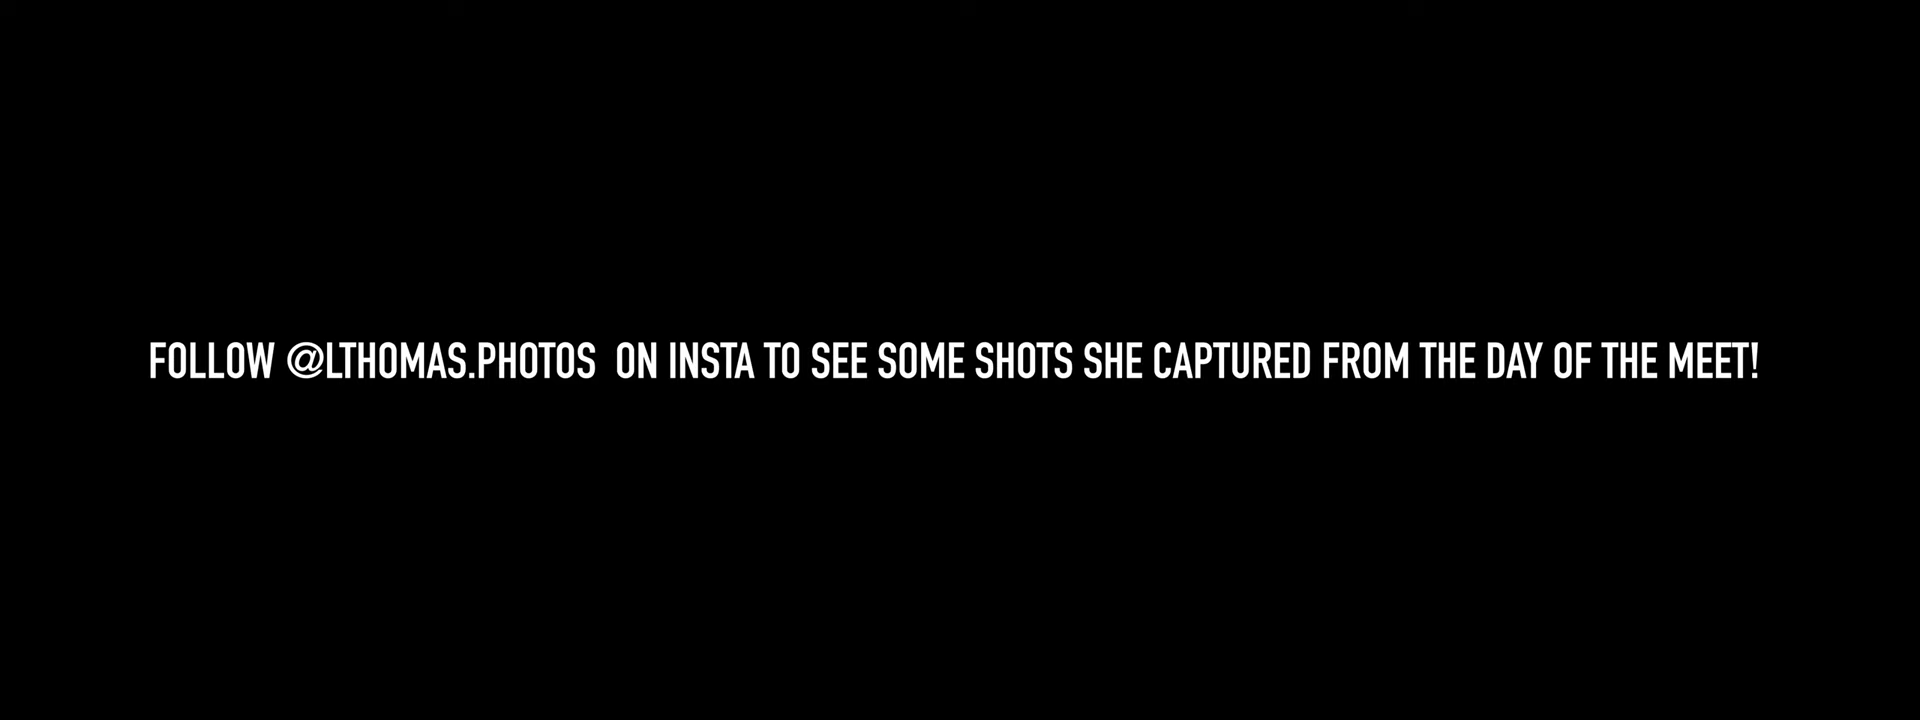 FOLLOW @LTHOMAS.PHOTOS  ON INSTA TO SEE SOME SHOTS SHE CAPTURED FROM THE DAY OF THE MEET!